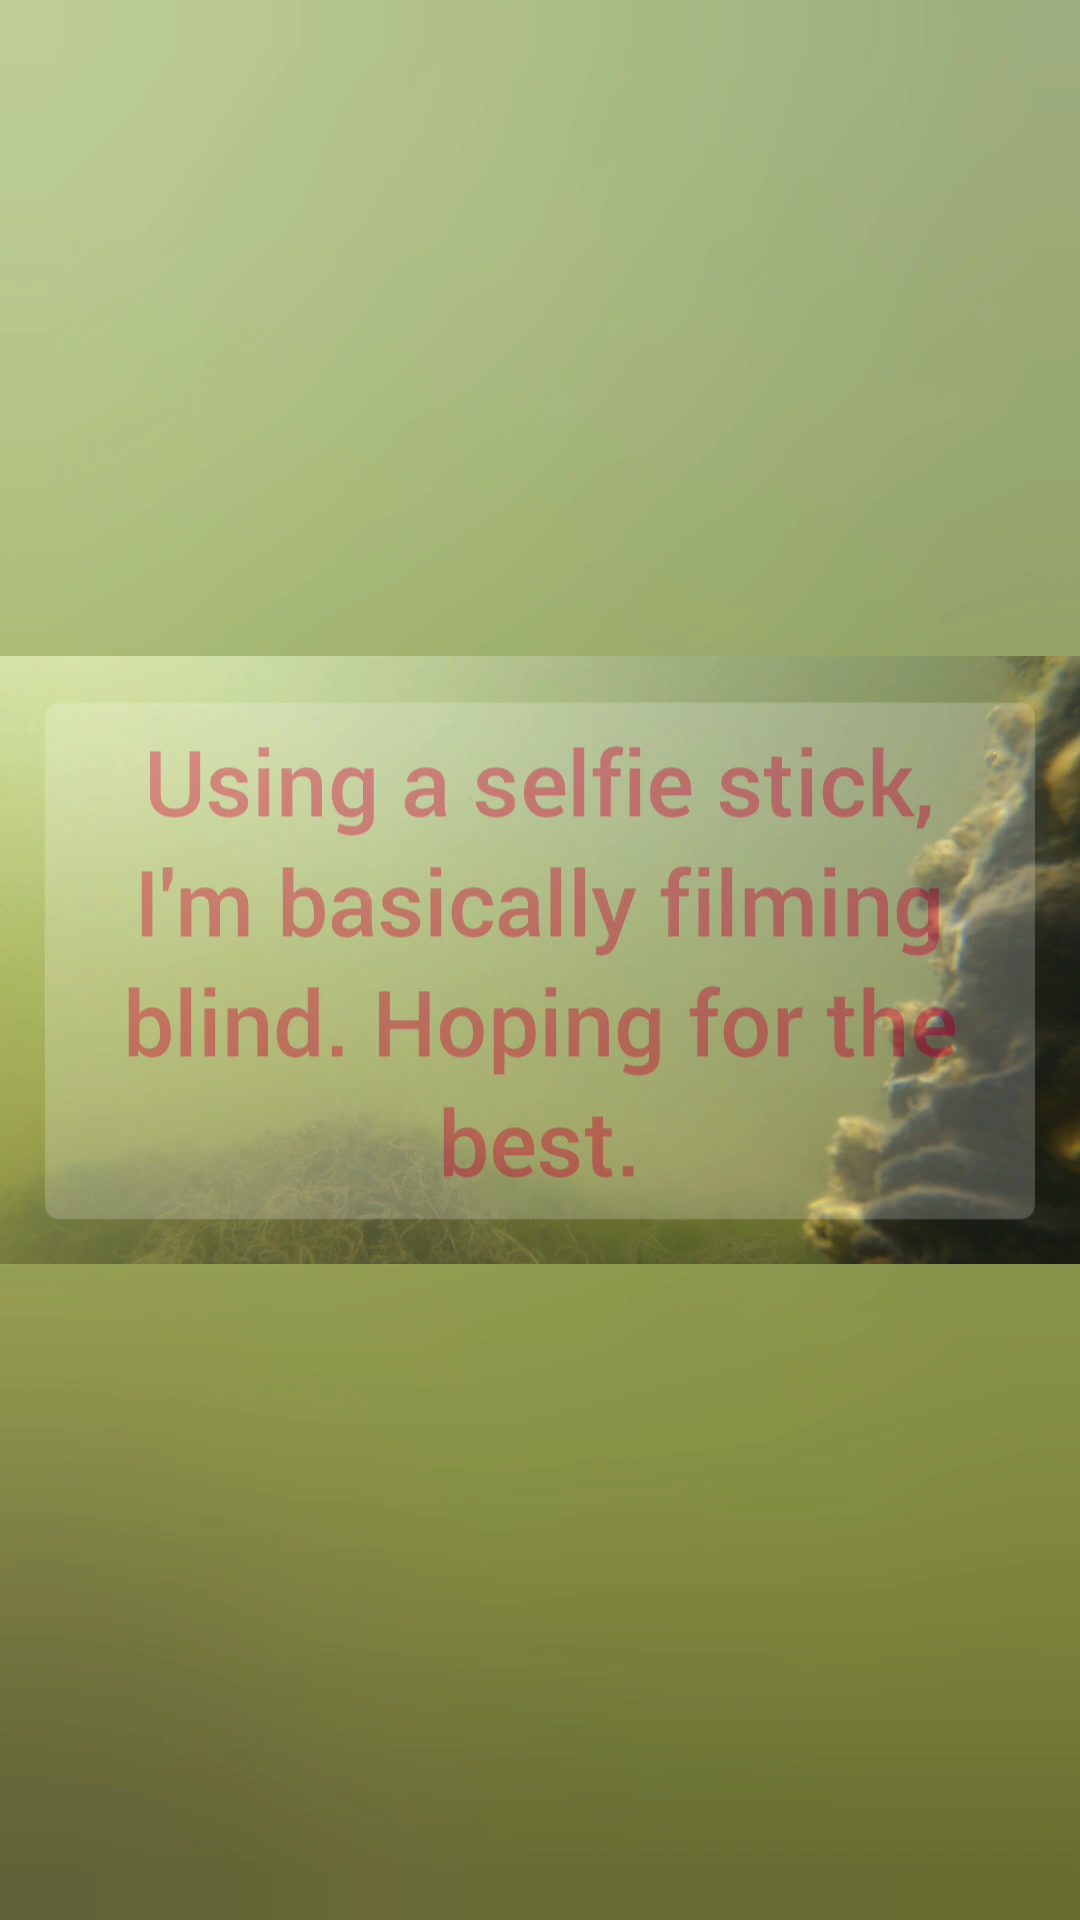 Using a selfie stick,
I'm basically filming
blind. Hoping for the
best.